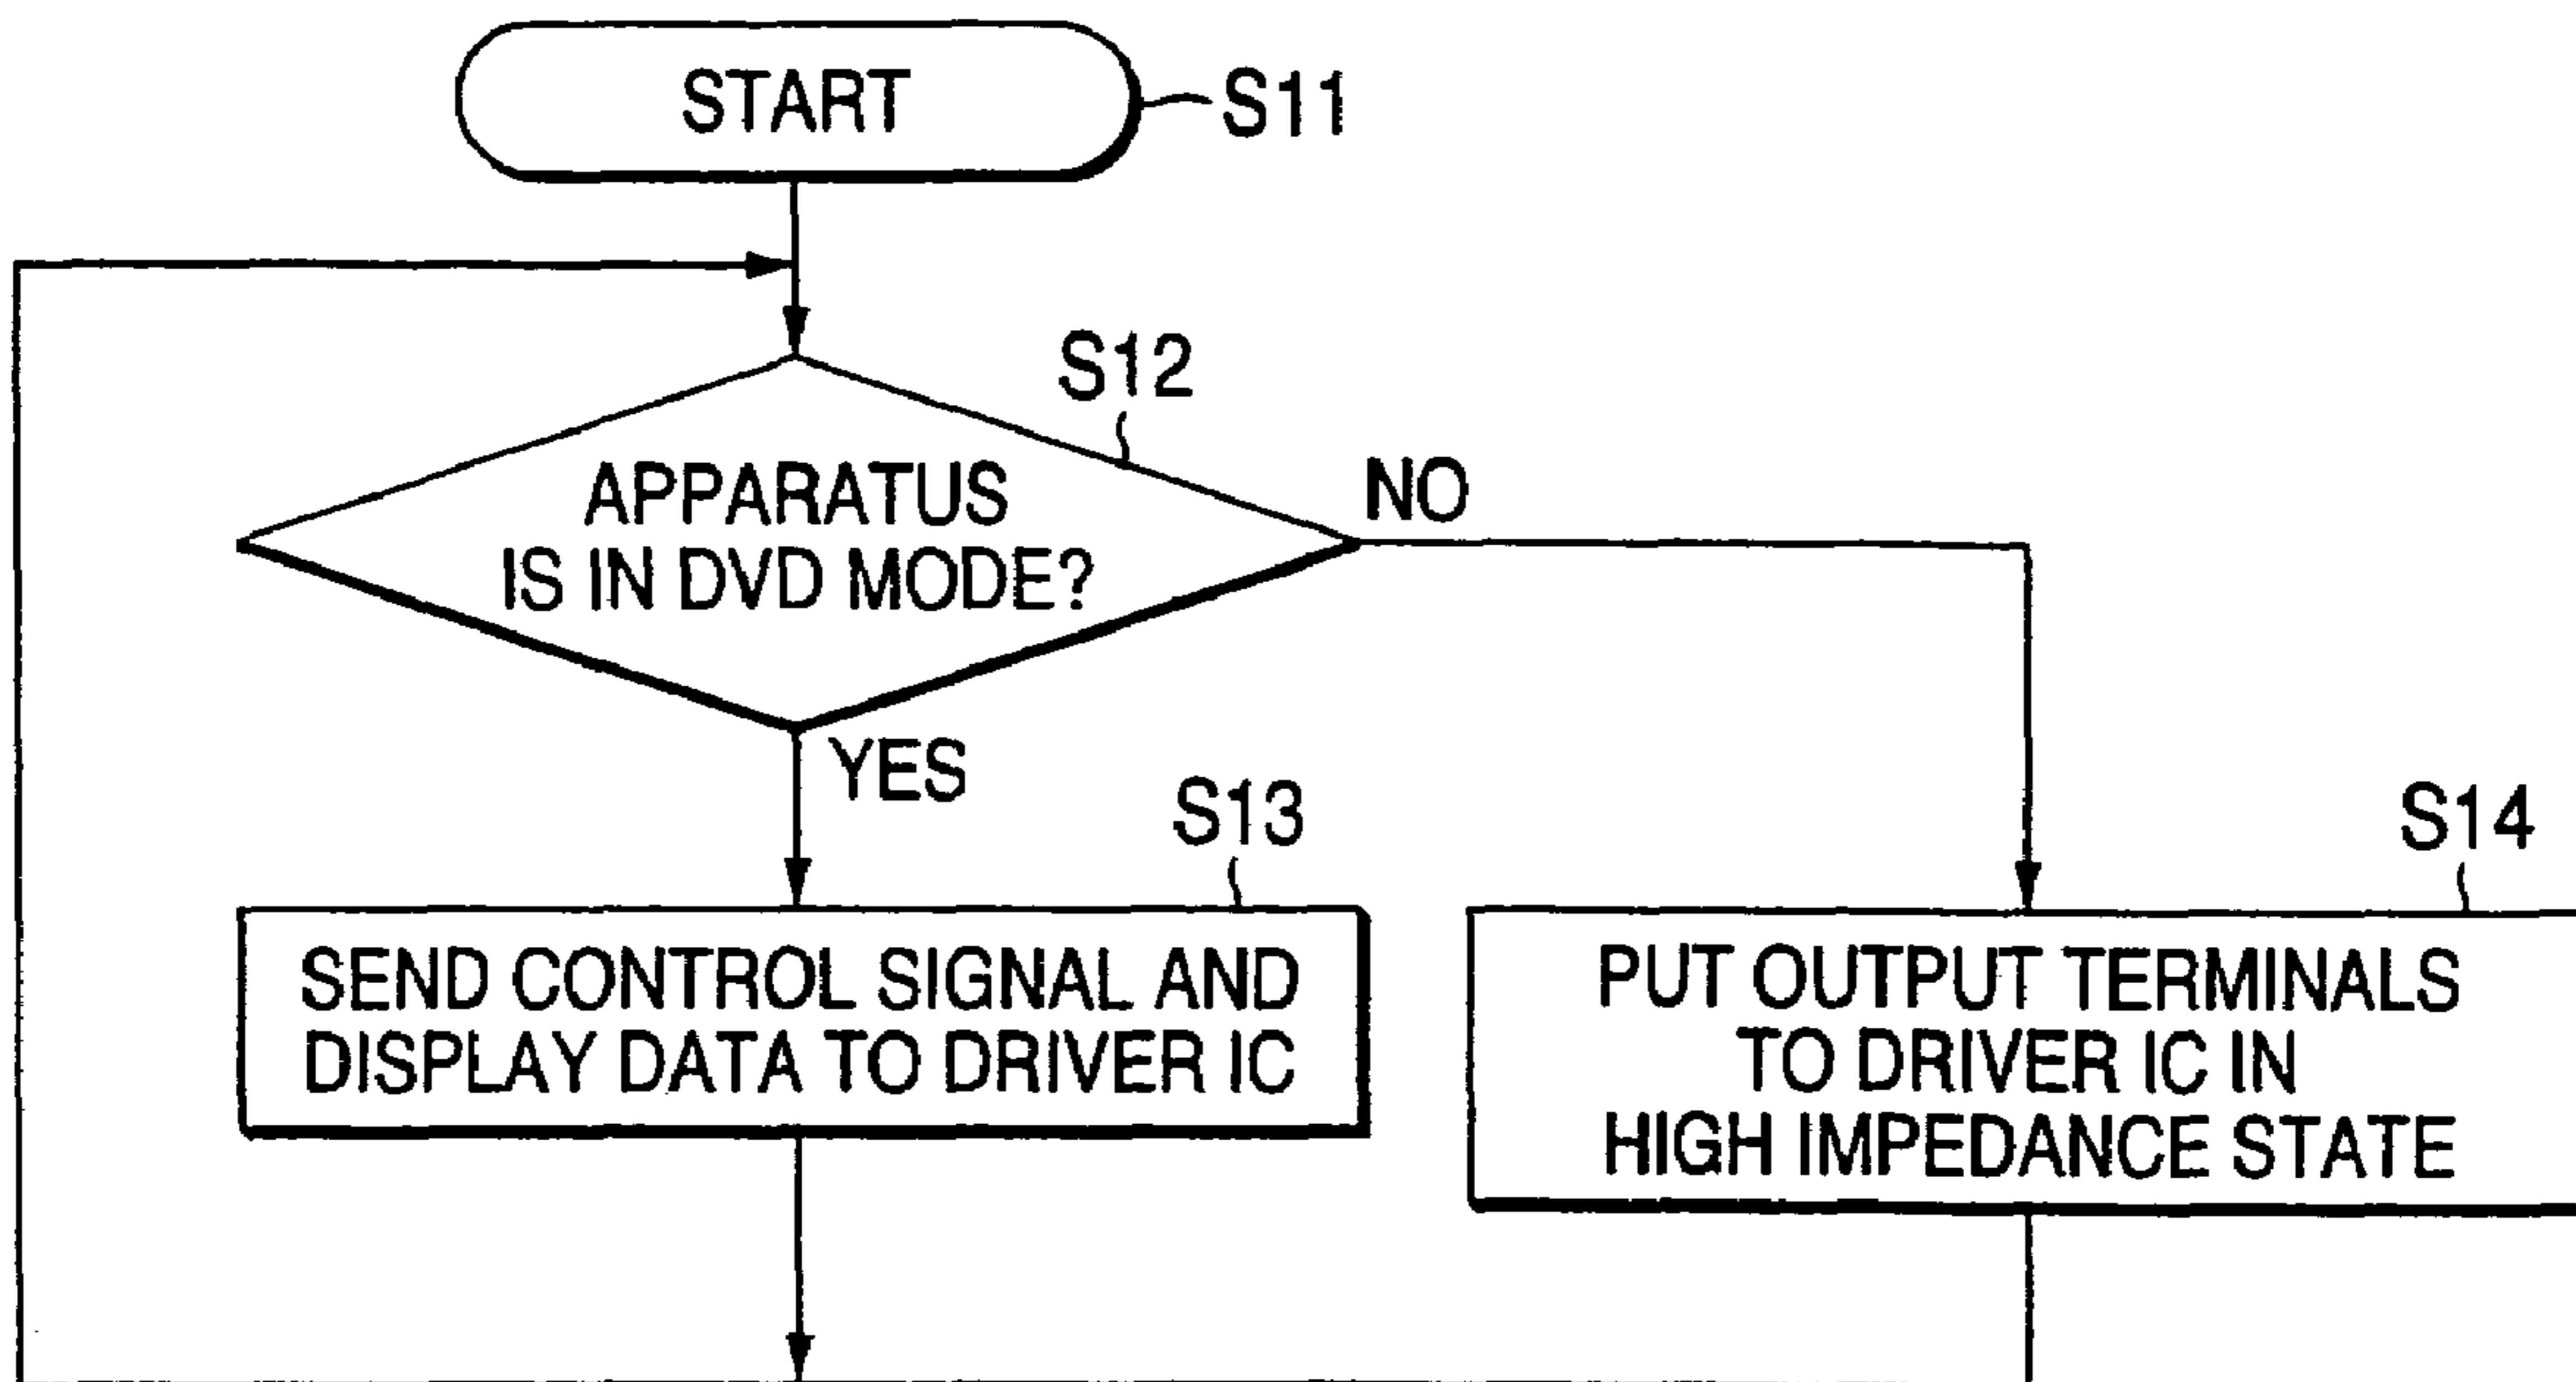 START
S11
S12
APPARATUS
IS IN DVD MODE?
NO
YES
S13
SEND CONTROL SIGNAL AND
DISPLAY DATA TO DRIVER IC
S14
PUT OUTPUT TERMINALS
TO DRIVER IC IN
HIGH IMPEDANCE STATE